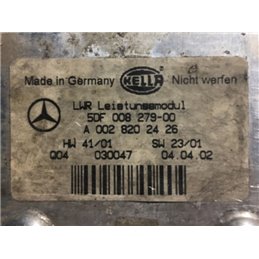 Made in Germany HELLA Nicht werfen
LWR Leistungsmodul
5DF 008 279-00
A 002 820 24 26
HW 41/01 SW 23/01
Q04 030047 04.04.02